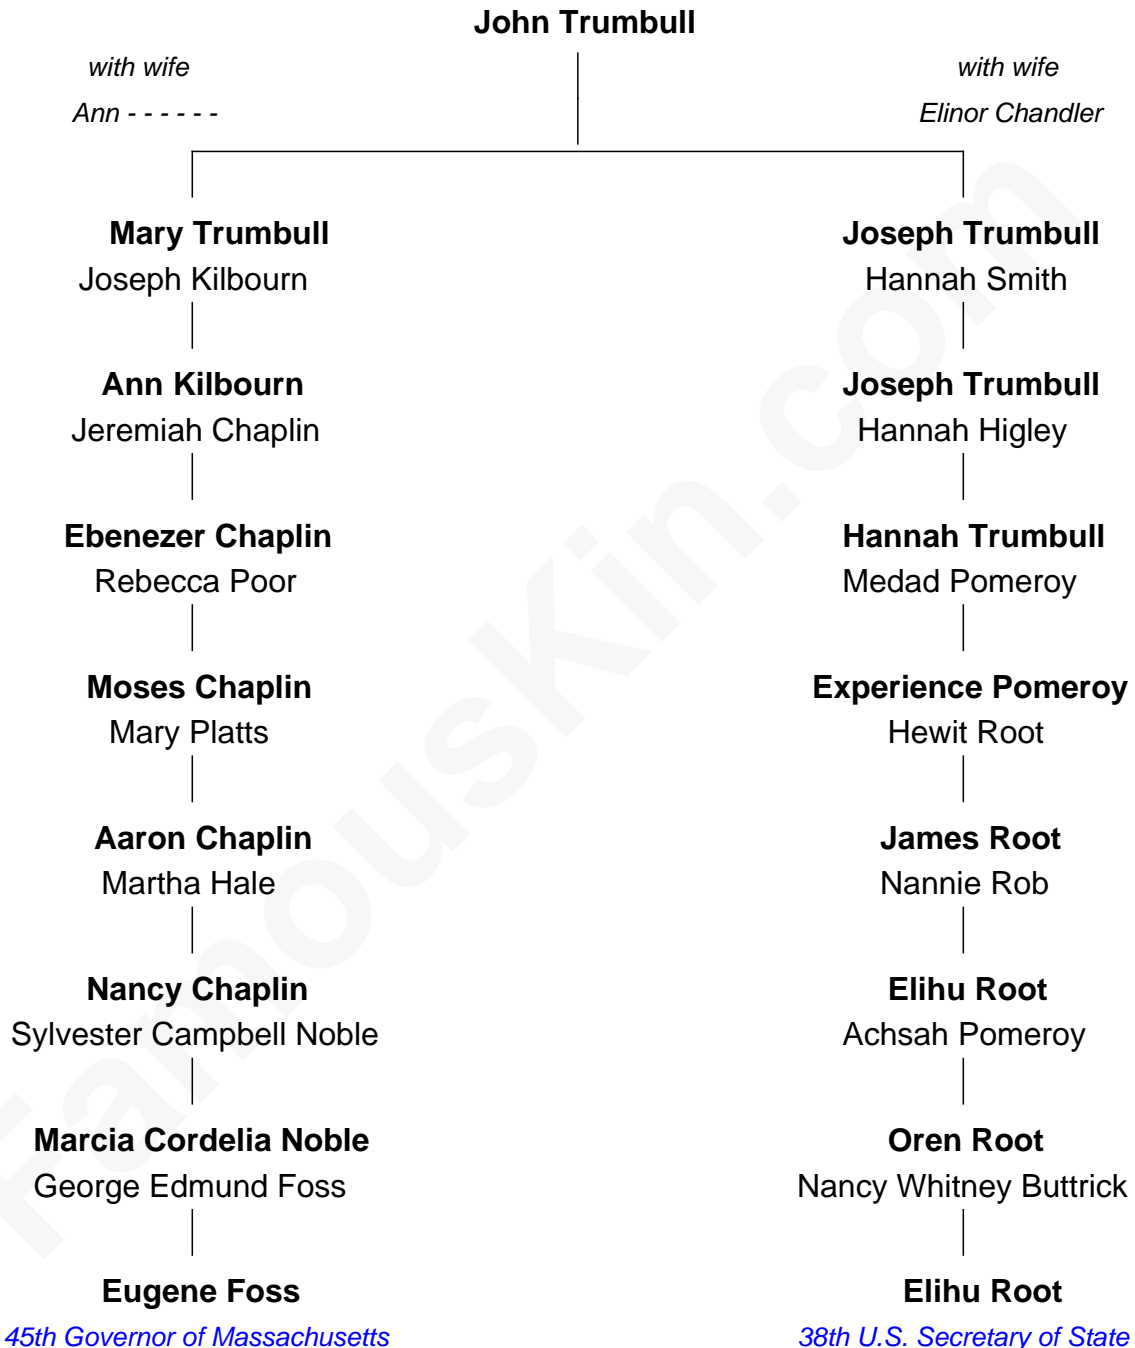 John Trumbull
with wife
with wife
Ann - - - - - -
Elinor Chandler
Mary Trumbull
Joseph Trumbull
Joseph Kilbourn
Hannah Smith
Ann Kilbourn
Joseph Trumbull
Jeremiah Chaplin
Hannah Higley
Ebenezer Chaplin
Hannah Trumbull
Rebecca Poor
Medad Pomeroy
Moses Chaplin
Experience Pomeroy
Mary Platts
Hewit Root
Aaron Chaplin
James Root
Martha Hale
Nannie Rob
Nancy Chaplin
Elihu Root
Sylvester Campbell Noble
Achsah Pomeroy
Marcia Cordelia Noble
Oren Root
George Edmund Foss
Nancy Whitney Buttrick
Eugene Foss
Elihu Root
45th Governor of Massachusetts
38th U.S. Secretary of State
FamousKin.com